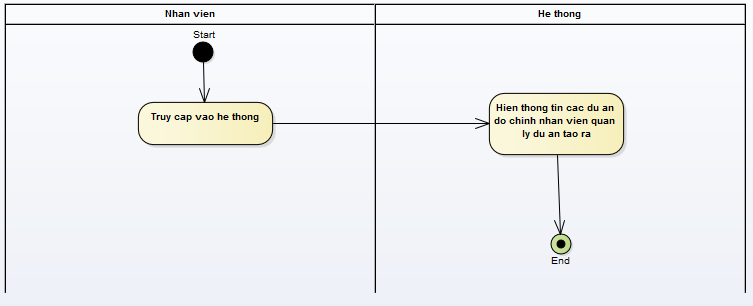 Nhan vien
He thong
Start
Truy cap vao he thong
Hien thong tin cac du an
do chinh nhan vien quan
ly du an tao ra
End